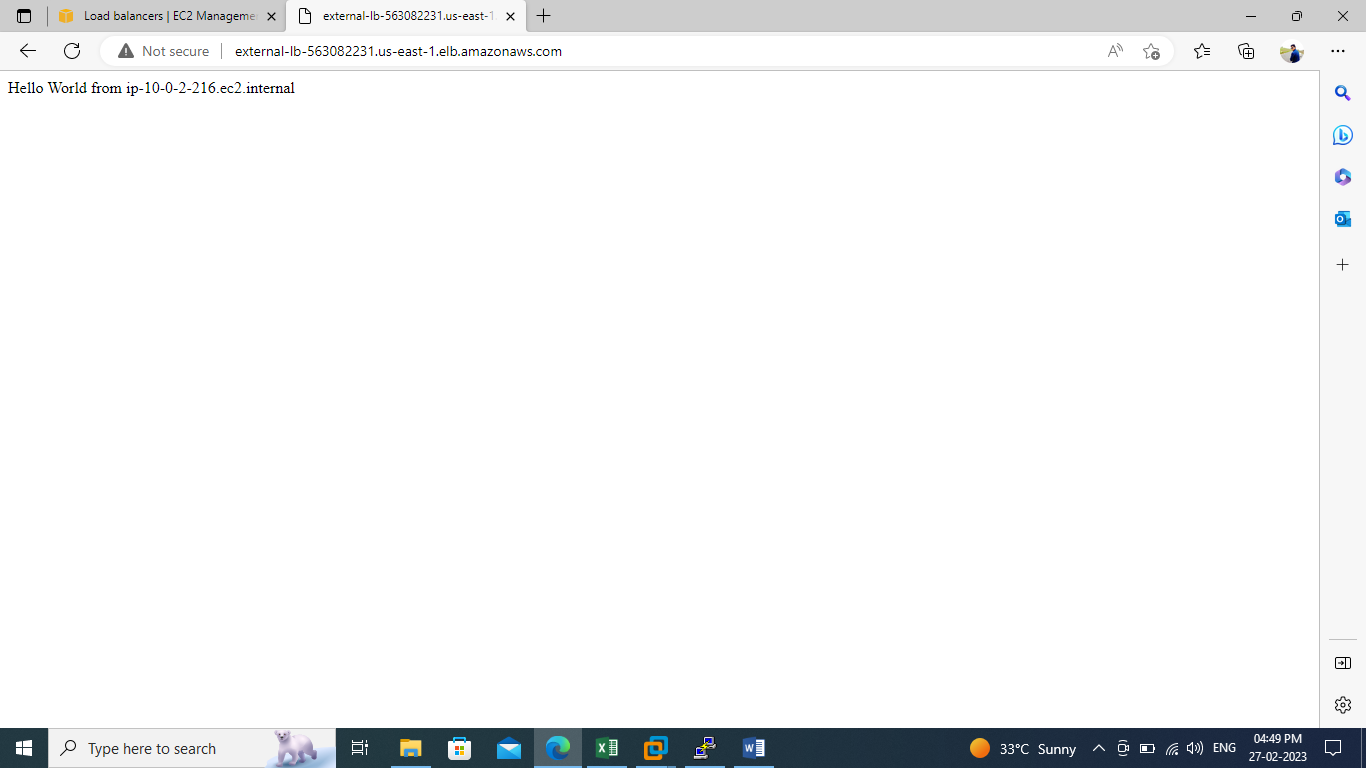 Load balancers | EC2 Manageme
external-lb-563082231.us-east-1.
Not secure
external-lb-563082231.us-east-1.elb.amazonaws.com
Hello World from ip-10-0-2-216.ec2.internal
Type here to search
33°C Sunny
ENG
04:49 PM
27-02-2023